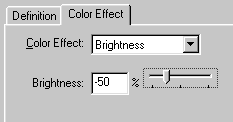 Definition Color Effect
Color Effect: Brightness
Brightness: -50 %